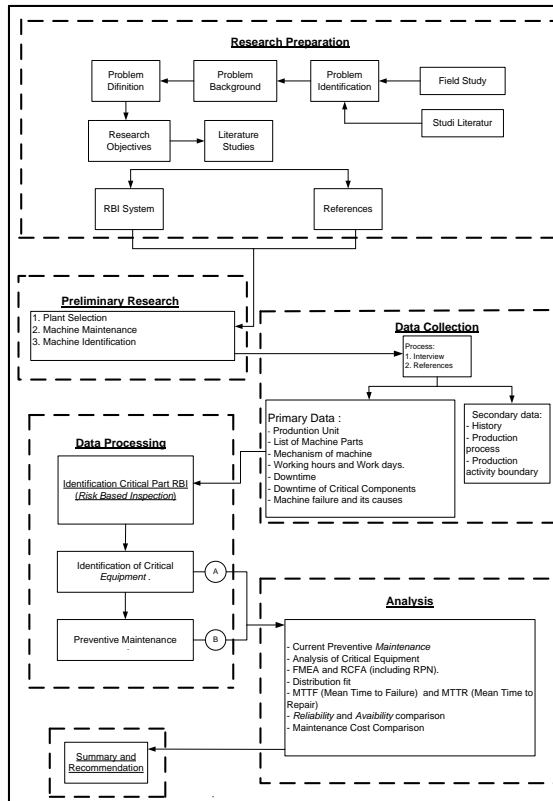 Research Preparation
Problem
Difinition
Problem
Background
Problem
Identification
Field Study
Studi Literatur
Research
Objectives
Literature
Studies
RBI System
References
Preliminary Research
1. Plant Selection
2. Machine Maintenance
3. Machine Identification
Data Collection
Process:
1. Interview
2. References
Primary Data :
- Prodution Unit
- List of Machine Parts
- Mechanism of machine
- Working hours and Work days.
- Downtime
- Downtime of Critical Components
- Machine failure and its causes
Secondary data:
- History
- Production
process
- Production
activity boundary
Data Processing
Identification Critical Part RBI
(Risk Based Inspection)
Identification of Critical
Equipment .
A
Preventive Maintenance
.
B
Analysis
- Current Preventive Maintenance
- Analysis of Critical Equipment
- FMEA and RCFA (including RPN).
- Distribution fit
- MTTF (Mean Time to Failure)  and MTTR (Mean Time to
Repair)
- Reliability and Avaibility comparison
- Maintenance Cost Comparison
Summary and
Recommendation